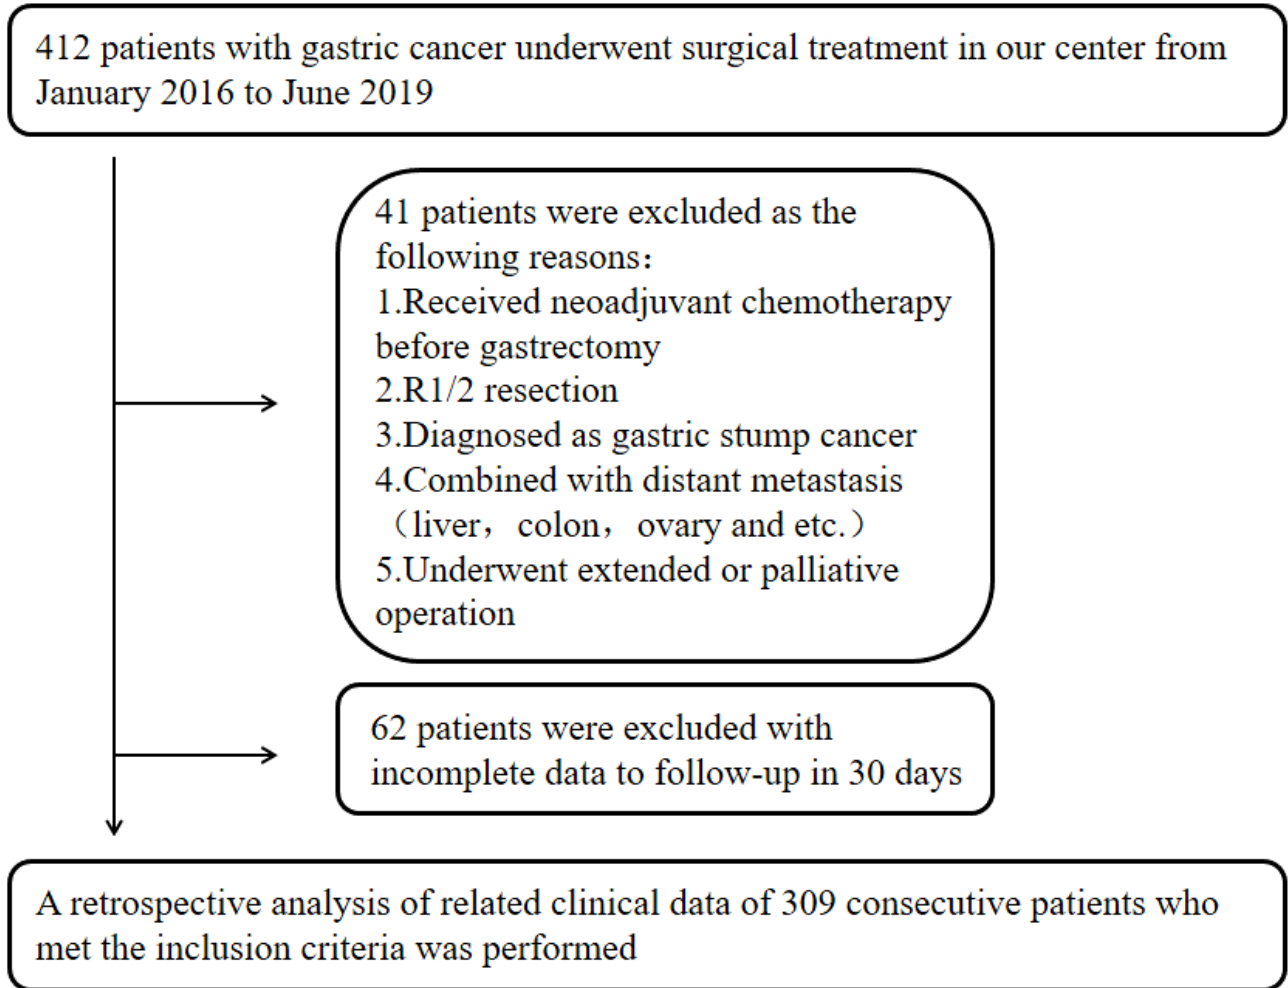 412 patients with gastric cancer underwent surgical treatment in our center from
January 2016 to June 2019
41 patients were excluded as the
following reasons：
1.Received neoadjuvant chemotherapy
before gastrectomy
2.R1/2 resection
3.Diagnosed as gastric stump cancer
4.Combined with distant metastasis
（liver，colon，ovary and etc.）
5.Underwent extended or palliative
operation
62 patients were excluded with
incomplete data to follow-up in 30 days
A retrospective analysis of related clinical data of 309 consecutive patients who
met the inclusion criteria was performed